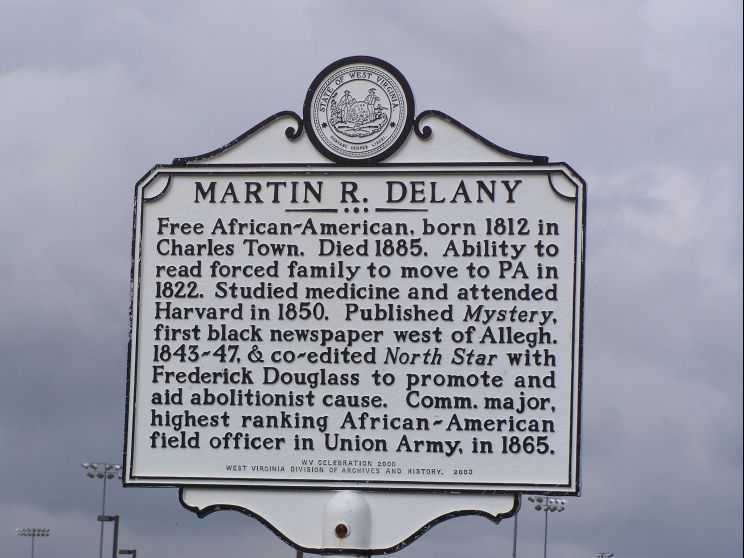 STATE OF WEST VIRGINIA
MONTANI SEMPER LIBERI
MARTIN R. DELANY
Free African-American, born 1812 in
Charles Town. Died 1885. Ability to
read forced family to move to PA in
1822. Studied medicine and attended
Harvard in 1850. Published Mystery,
first black newspaper west of Allegh.
1843-47, & co-edited North Star with
Frederick Douglass to promote and
aid abolitionist cause. Comm. major,
highest ranking African-American
field officer in Union Army, in 1865.
WV CELEBRATION 2000
WEST VIRGINIA DIVISION OF ARCHIVES AND HISTORY, 2003